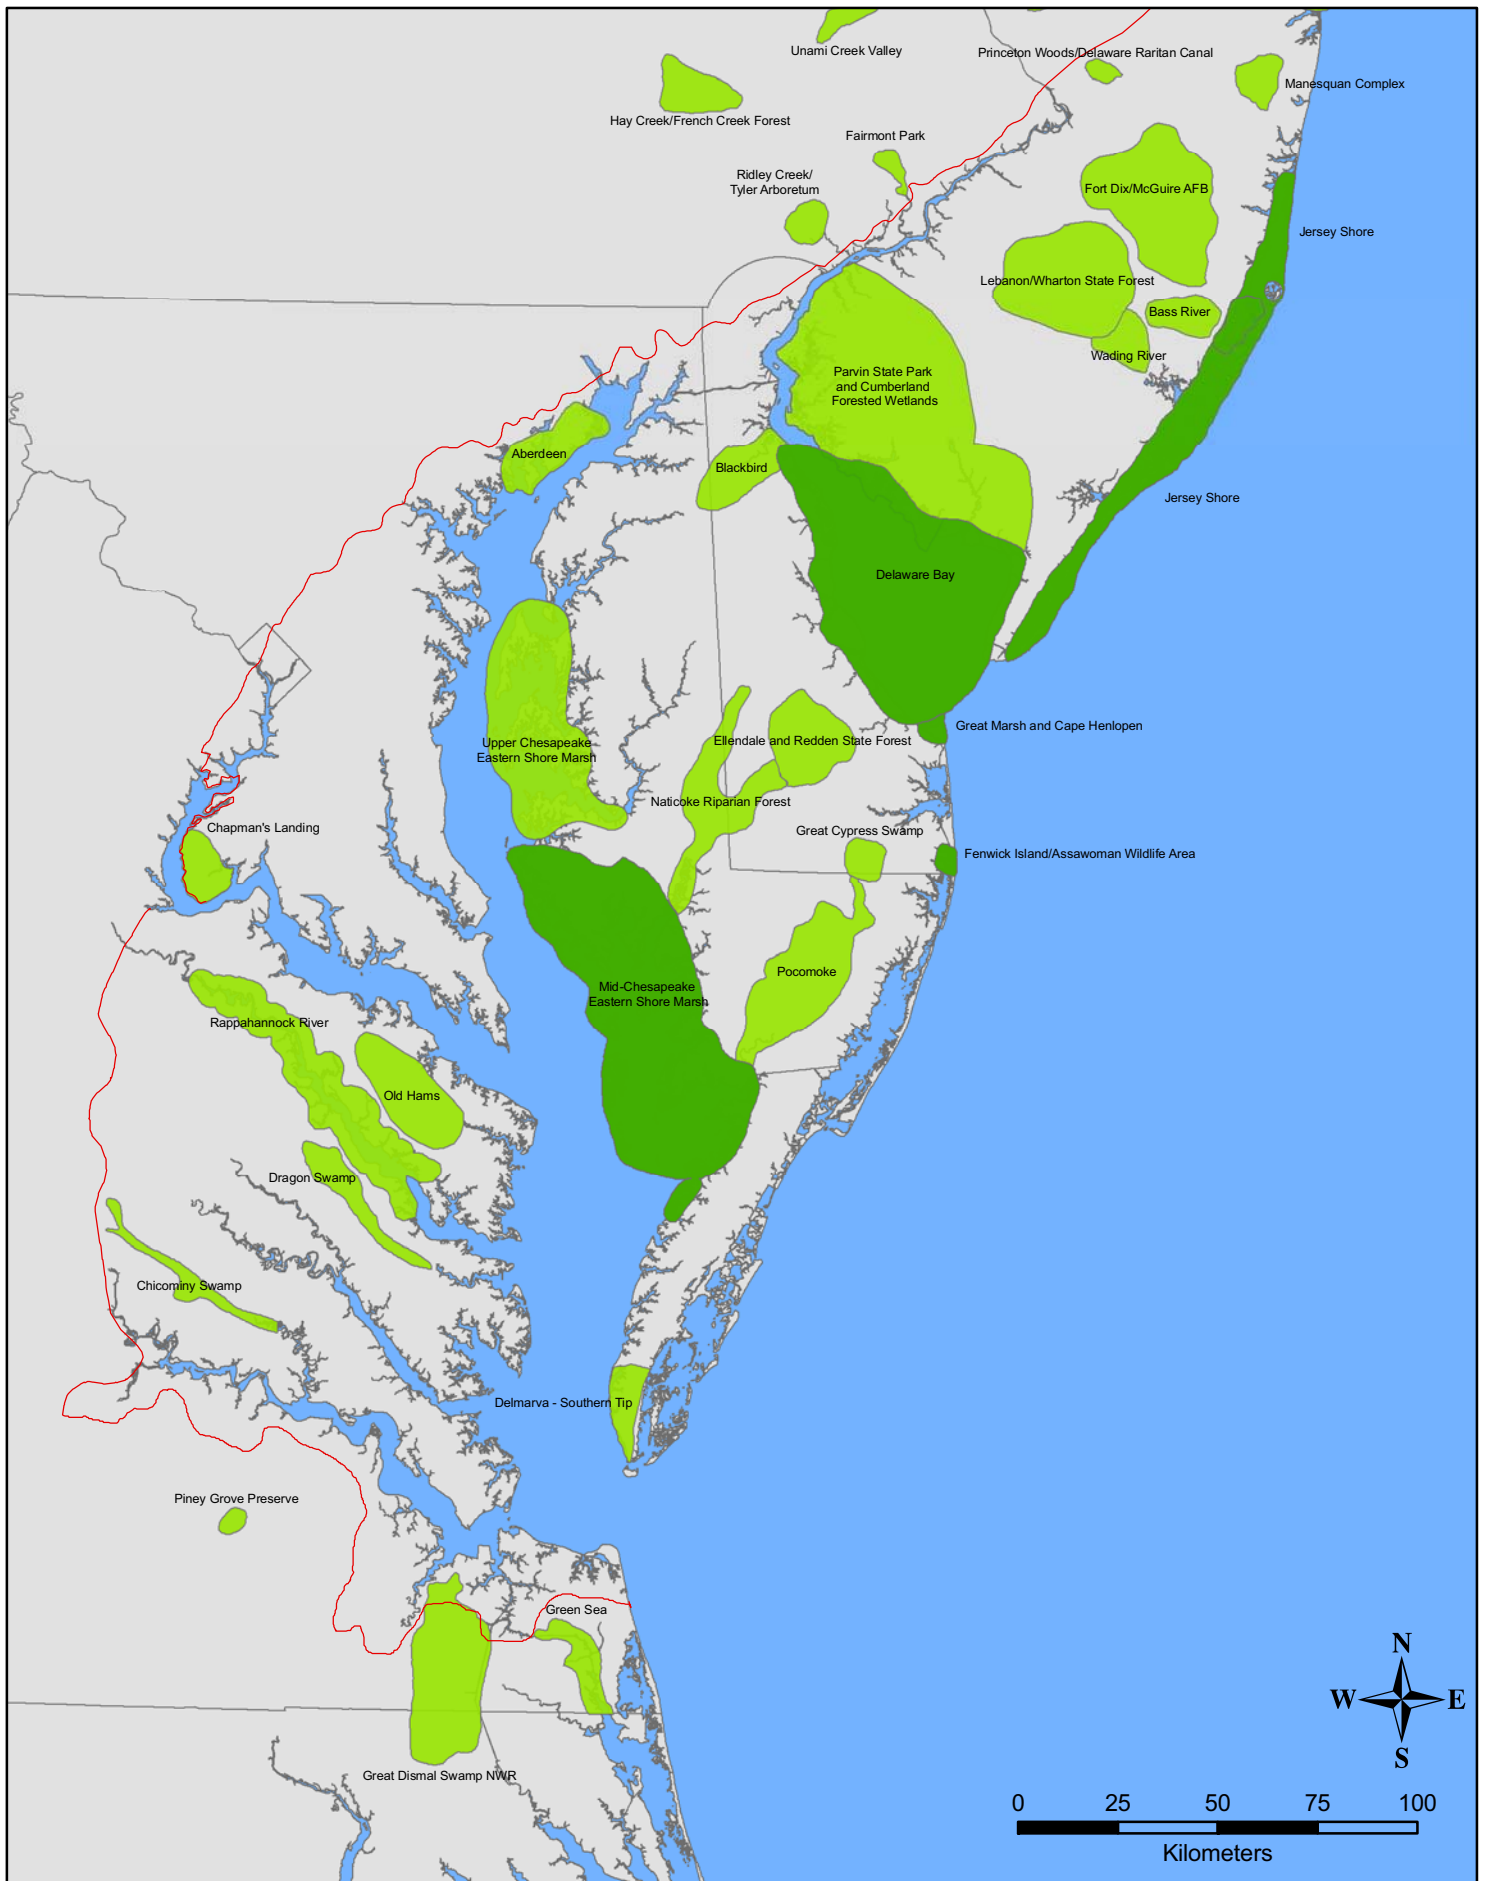 Unami Creek Valley
Princeton Woods/Delaware Raritan Canal
Manesquan Complex
Hay Creek/French Creek Forest
Fairmont Park
Ridley Creek/
Tyler Arboretum
Fort Dix/McGuire AFB
Jersey Shore
Lebanon/Wharton State Forest
Bass River
Wading River
Parvin State Park
and Cumberland
Forested Wetlands
Aberdeen
Blackbird
Jersey Shore
Delaware Bay
Great Marsh and Cape Henlopen
Ellendale and Redden State Forest
Upper Chesapeake
Eastern Shore Marsh
Naticoke Riparian Forest
Chapman's Landing
Great Cypress Swamp
Fenwick Island/Assawoman Wildlife Area
Pocomoke
Mid-Chesapeake
Eastern Shore Marsh
Rappahannock River
Old Hams
Dragon Swamp
Chicominy Swamp
Delmarva - Southern Tip
Piney Grove Preserve
Green Sea
Great Dismal Swamp NWR
N
W E
S
0 25 50 75 100
Kilometers